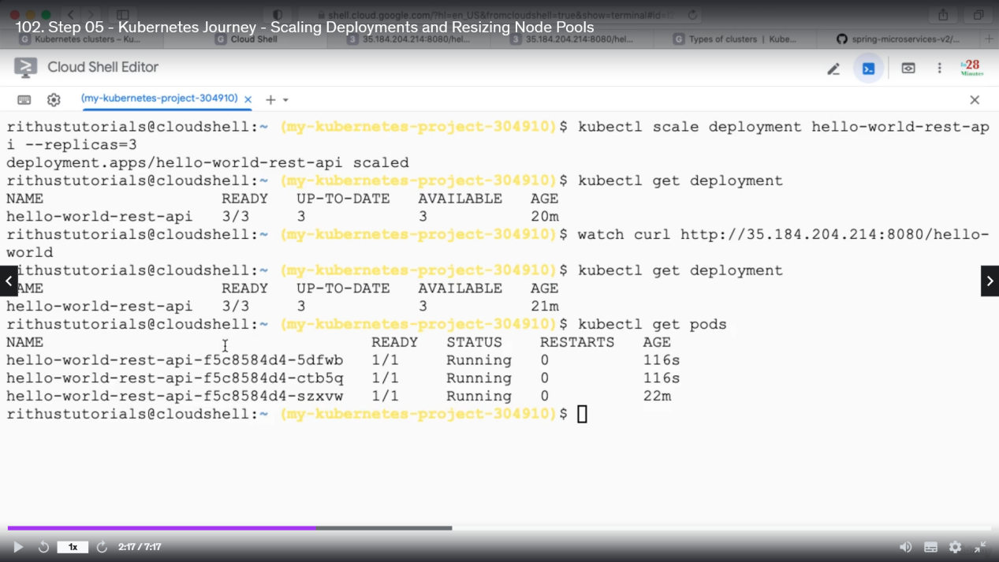 shell.cloud.google.com/?hl=en_US&fromcloudshell=true&show=terminal#id=
102. Step 05 - Kubernetes Journey - Scaling Deployments and Resizing Node Pools
Kubernetes clusters – Ku... Cloud Shell 35.184.204.214:8080/hel... 35.184.204.214:8080/hel... Types of clusters | Kube... spring-microservices-v2/...
Cloud Shell Editor
in28
Minutes
(my-kubernetes-project-304910)
rithustutorials@cloudshell:~ (my-kubernetes-project-304910)$ kubectl scale deployment hello-world-rest-ap
i --replicas=3
deployment.apps/hello-world-rest-api scaled
rithustutorials@cloudshell:~ (my-kubernetes-project-304910)$ kubectl get deployment
NAME READY UP-TO-DATE AVAILABLE AGE
hello-world-rest-api 3/3 3 3 20m
rithustutorials@cloudshell:~ (my-kubernetes-project-304910)$ watch curl http://35.184.204.214:8080/hello-
world
ithustutorials@cloudshell:~ (my-kubernetes-project-304910)$ kubectl get deployment
AME READY UP-TO-DATE AVAILABLE AGE
hello-world-rest-api 3/3 3 3 21m
rithustutorials@cloudshell:~ (my-kubernetes-project-304910)$ kubectl get pods
NAME READY STATUS RESTARTS AGE
hello-world-rest-api-f5c8584d4-5dfwb 1/1 Running 0 116s
hello-world-rest-api-f5c8584d4-ctb5q 1/1 Running 0 116s
hello-world-rest-api-f5c8584d4-szxvw 1/1 Running 0 22m
rithustutorials@cloudshell:~ (my-kubernetes-project-304910)$
1x 2:17 / 7:17